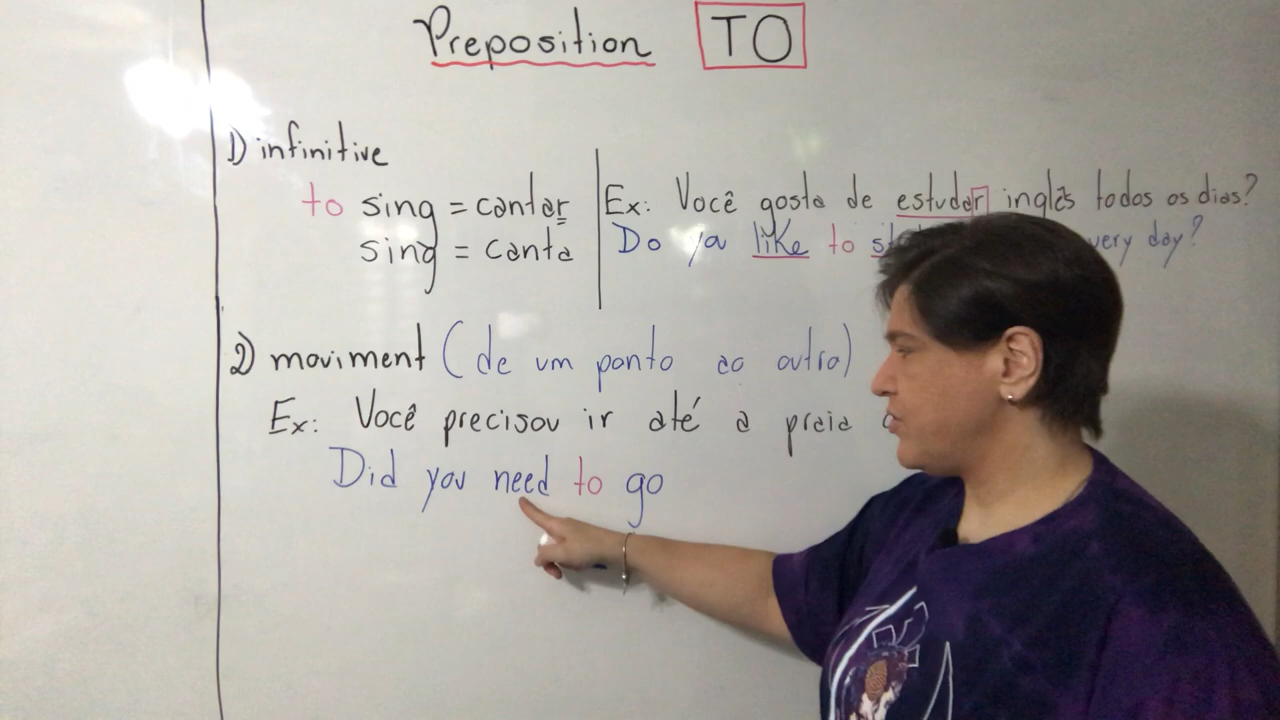 Preposition TO
1) infinitive
to sing = cantar
sing = canta
Ex: Você gosta de estudar inglês todos os dias?
Do ya like to very day?
2) moviment (de um ponto ao outro)
Ex: Você precisou ir até a praia
Did you need to go